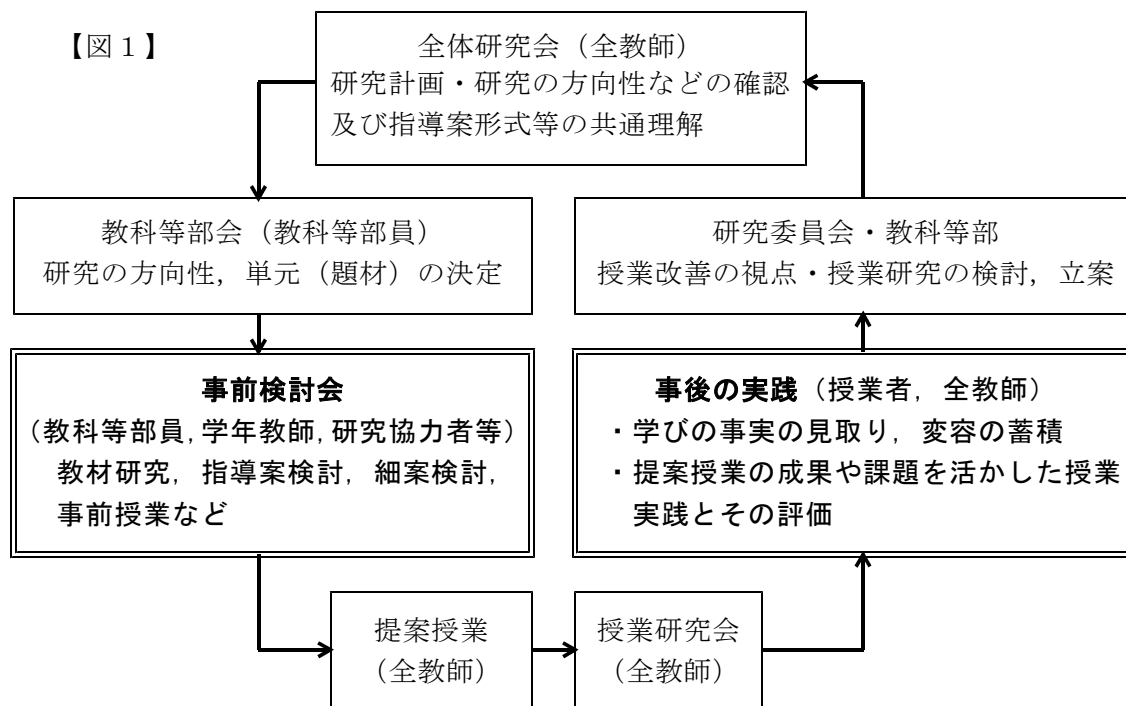 【図1】
全体研究会(全教師)
研究計画・研究の方向性などの確認
及び指導案形式等の共通理解
教科等部会(教科等部員)
研究の方向性,単元(題材)の決定
事前検討会
(教科等部員,学年教師,研究協力者等)
教材研究,指導案検討,細案検討,
事前授業など
提案授業
(全教師)
授業研究会
(全教師)
事後の実践(授業者,全教師)
・学びの事実の見取り,変容の蓄積
・提案授業の成果や課題を活かした授業
実践とその評価
研究委員会・教科等部
授業改善の視点・授業研究の検討,立案